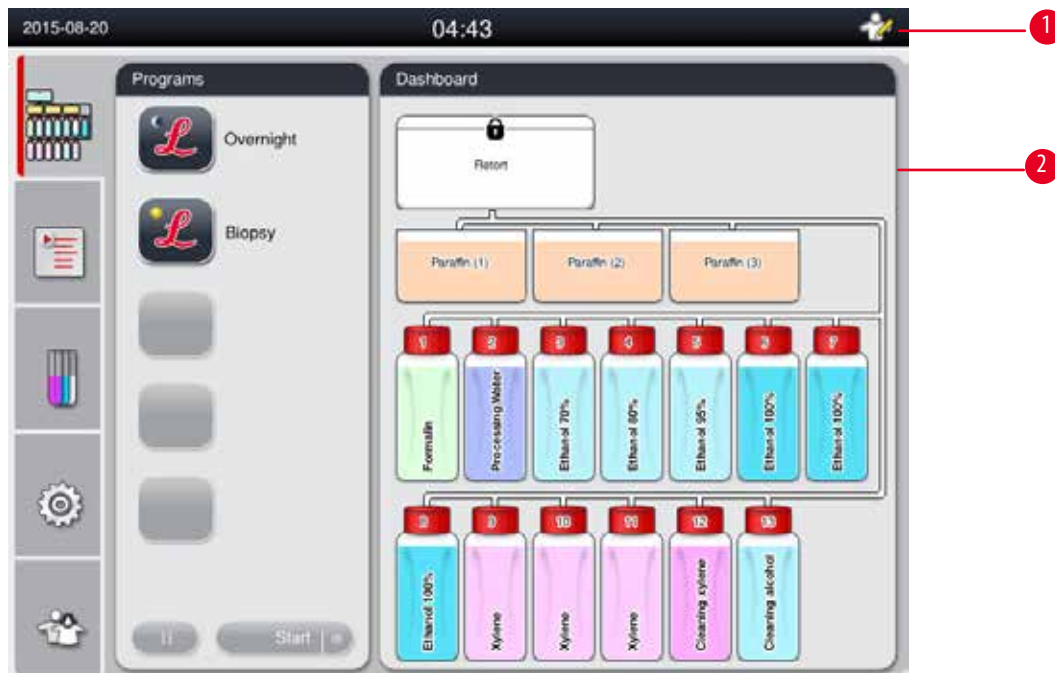 2015-08-20 04:43
1
Programs
Dashboard
Overnight
Biopsy
Retort
2
Paraffin (1) Paraffin (2) Paraffin (3)
1 2 3 4 5 6 7
Formalin
Processing Water
Ethanol 70%
Ethanol 80%
Ethanol 95%
Ethanol 100%
Ethanol 100%
8 9 10 11 12 13
Ethanol 100%
Xylene
Xylene
Xylene
Cleaning xylene
Cleaning alcohol
Start